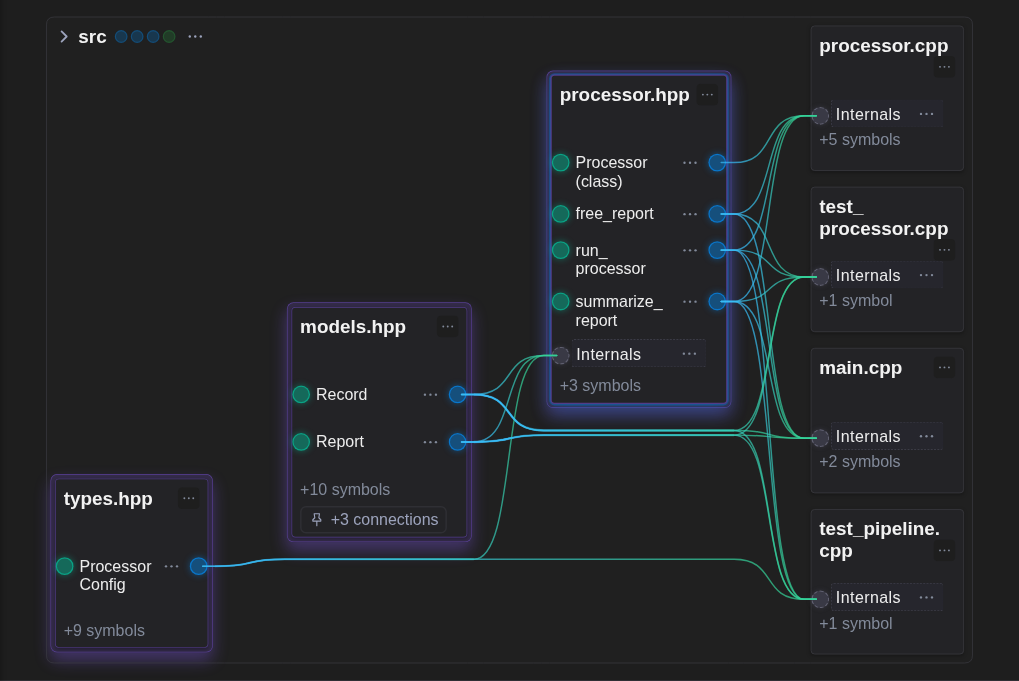 src
processor.hpp
Processor
(class)
free_report
run_
processor
summarize_
report
Internals
+3 symbols
models.hpp
Record
Report
+10 symbols
+3 connections
types.hpp
Processor
Config
+9 symbols
processor.cpp
Internals
+5 symbols
test_
processor.cpp
Internals
+1 symbol
main.cpp
Internals
+2 symbols
test_pipeline.
cpp
Internals
+1 symbol